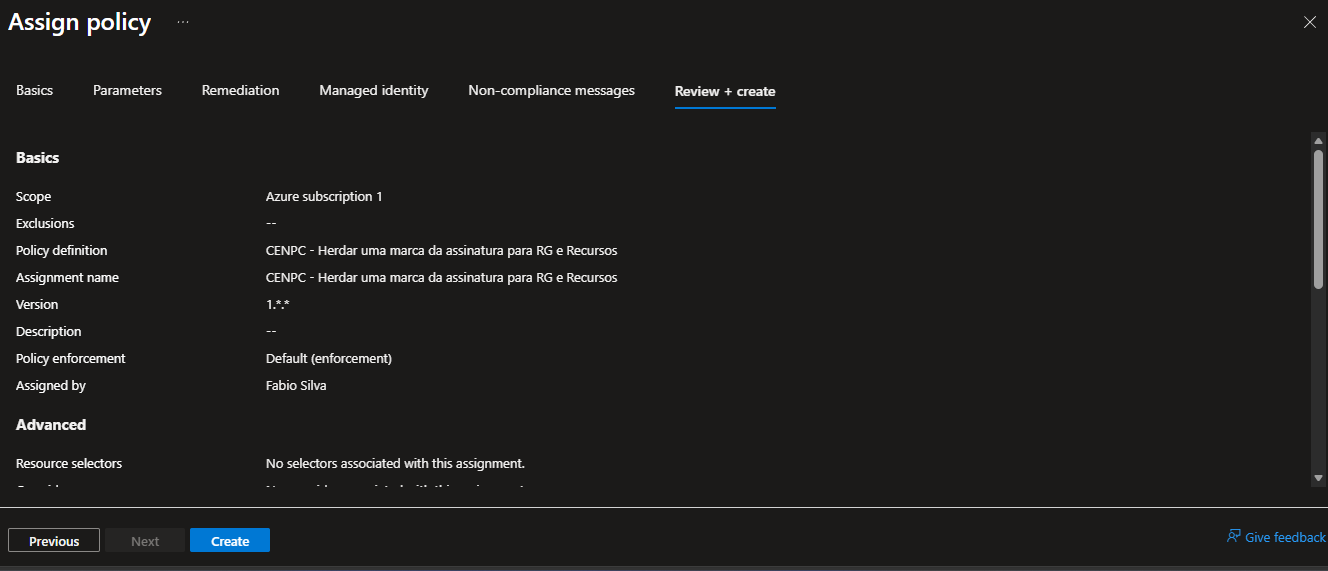 Assign policy ...
Basics Parameters Remediation Managed identity Non-compliance messages Review + create
Basics
Scope Azure subscription 1
Exclusions --
Policy definition CENPC - Herdar uma marca da assinatura para RG e Recursos
Assignment name CENPC - Herdar uma marca da assinatura para RG e Recursos
Version 1.*.*
Description --
Policy enforcement Default (enforcement)
Assigned by Fabio Silva
Advanced
Resource selectors No selectors associated with this assignment.
Previous Next Create Give feedback